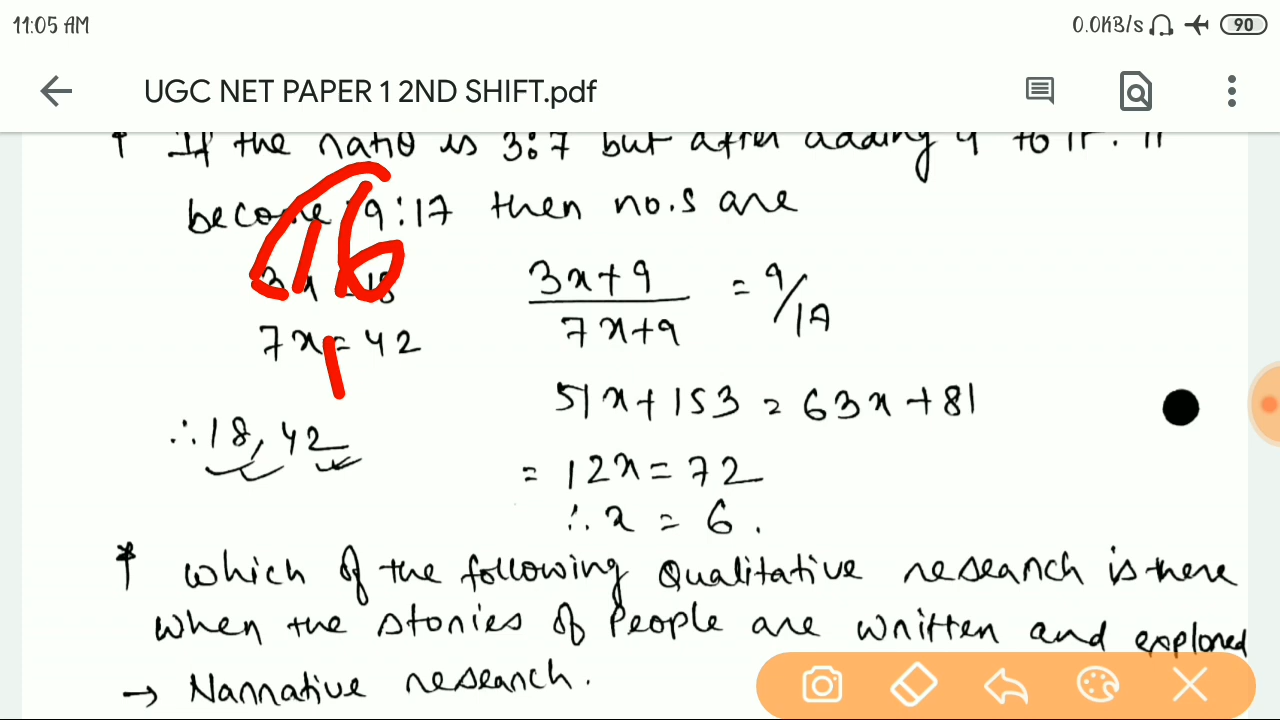 11:05 AM
0.0KB/s 90
UGC NET PAPER 1 2ND SHIFT.pdf
* If the ratio is 3:7 but after adding 9 to it. It
become 9:17 then no.s are
16
3x = 18
3x+9
7x+9
= 9/17
7x = 42
51x + 153 = 63x + 81
∴ 18, 42
= 12x = 72
∴ x = 6.
* which of the following Qualitative research is there
when the stories of People are written and explored
→ Narrative research.